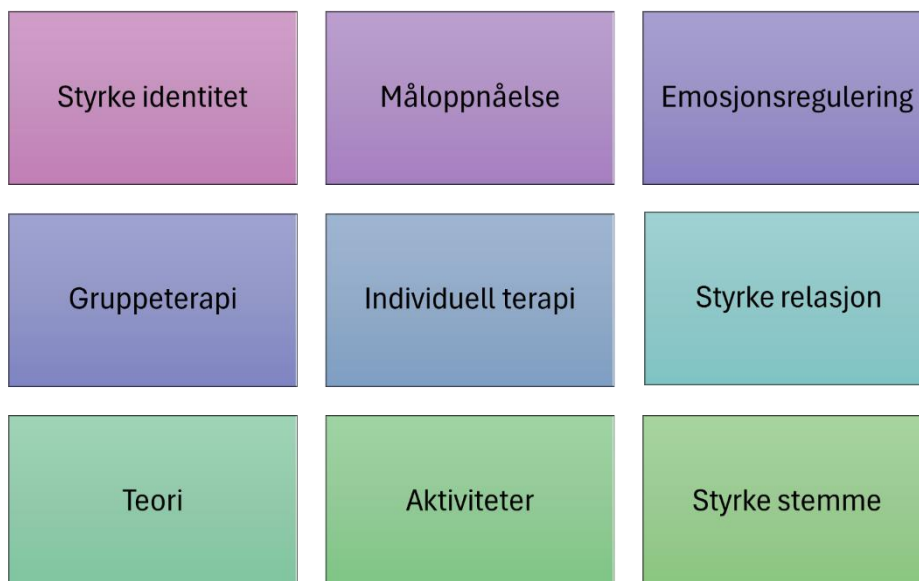 Styrke identitet
Måloppnåelse
Emosjonsregulering
Gruppeterapi
Individuell terapi
Styrke relasjon
Teori
Aktiviteter
Styrke stemme